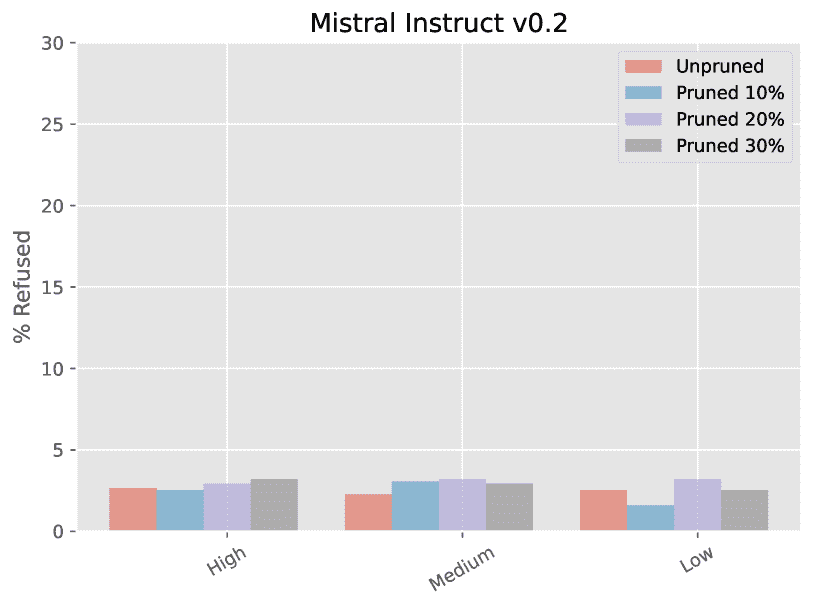 Mistral Instruct v0.2
30
25
20
15
10
5
0
% Refused
Unpruned
Pruned 10%
Pruned 20%
Pruned 30%
High
Medium
Low